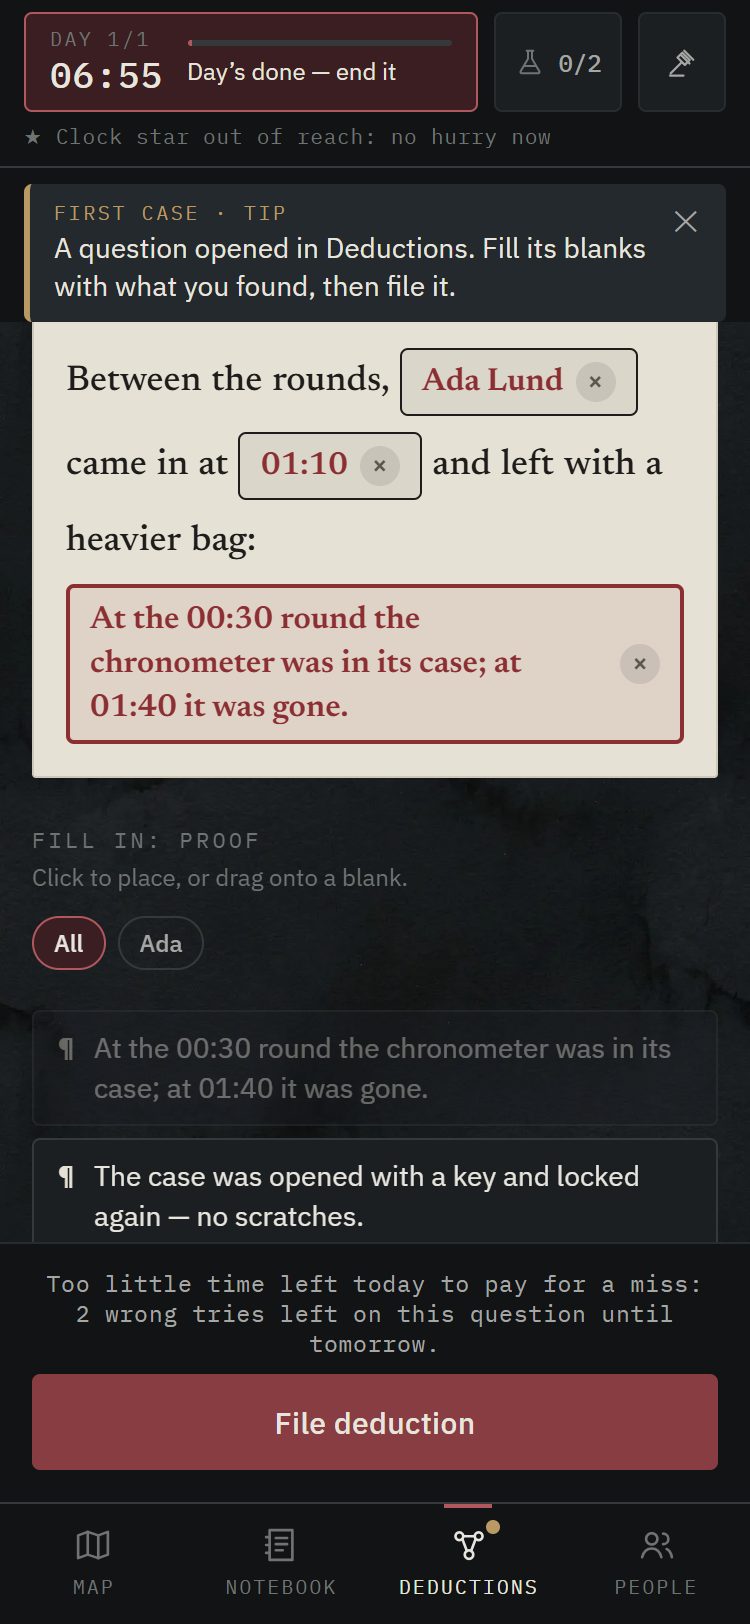 DAY 1/1
06:55
Day’s done — end it
0/2
★ Clock star out of reach: no hurry now
FIRST CASE · TIP
A question opened in Deductions. Fill its blanks
with what you found, then file it.
Between the rounds, Ada Lund ×
came in at 01:10 × and left with a
heavier bag:
At the 00:30 round the
chronometer was in its case; at
01:40 it was gone.
×
FILL IN: PROOF
Click to place, or drag onto a blank.
All Ada
¶ At the 00:30 round the chronometer was in its
case; at 01:40 it was gone.
¶ The case was opened with a key and locked
again — no scratches.
Too little time left today to pay for a miss:
2 wrong tries left on this question until
tomorrow.
File deduction
MAP NOTEBOOK DEDUCTIONS PEOPLE